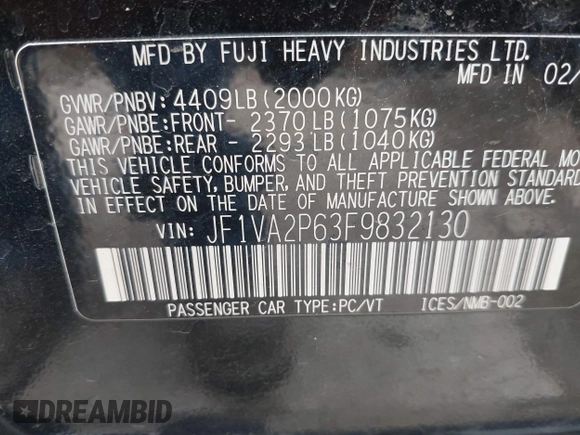 MFD BY FUJI HEAVY INDUSTRIES LTD.
MFD IN 02/
GVWR/PNBV: 4409LB(2000KG)
GAWR/PNBE:FRONT- 2370LB(1075KG)
GAWR/PNBE:REAR - 2293LB(1040KG)
THIS VEHICLE CONFORMS TO ALL APPLICABLE FEDERAL MO
VEHICLE SAFETY, BUMPER, AND THEFT PREVENTION STANDARD
IN EFFECT ON THE DATE OF MANUFACTURE SHOWN ABOVE.
VIN: JF1VA2P63F9832130
PASSENGER CAR TYPE:PC/VT ICES/NMB-002
DREAMBID